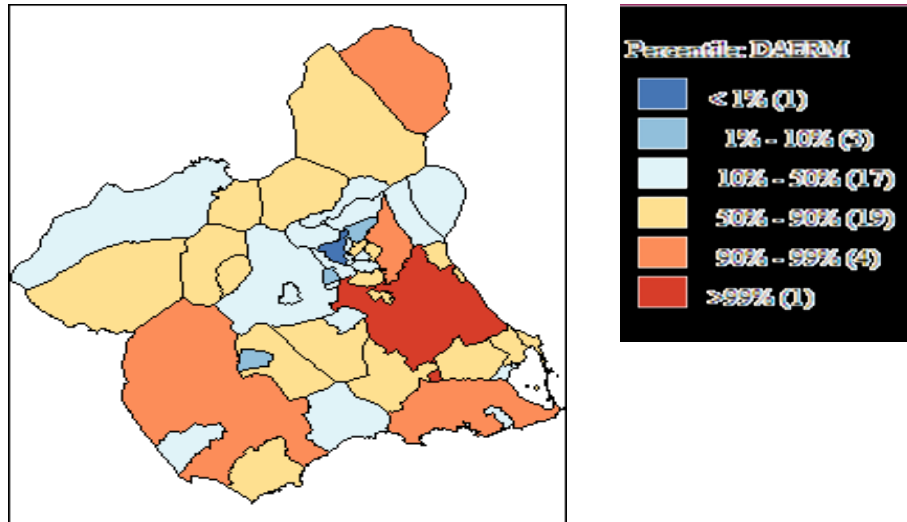 Percentile: DAERM
< 1% (1)
1% - 10% (3)
10% - 50% (17)
50% - 90% (19)
90% - 99% (4)
>99% (1)